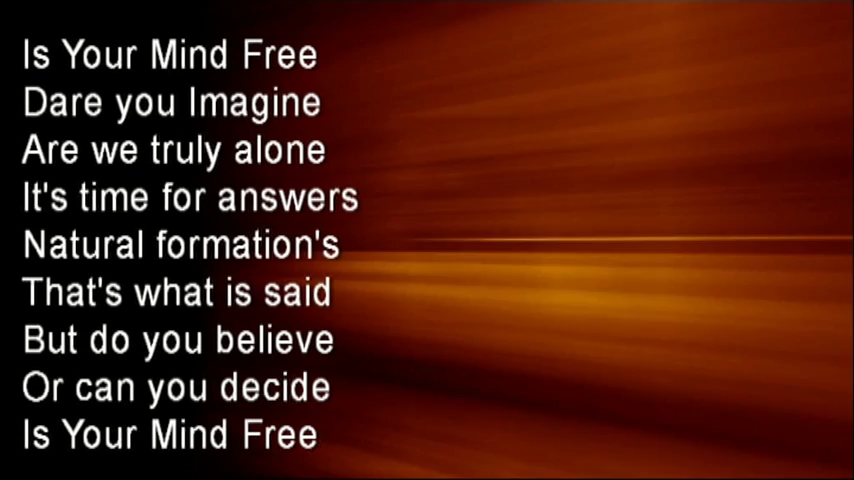 Is Your Mind Free
Dare you Imagine
Are we truly alone
It's time for answers
Natural formation's
That's what is said
But do you believe
Or can you decide
Is Your Mind Free